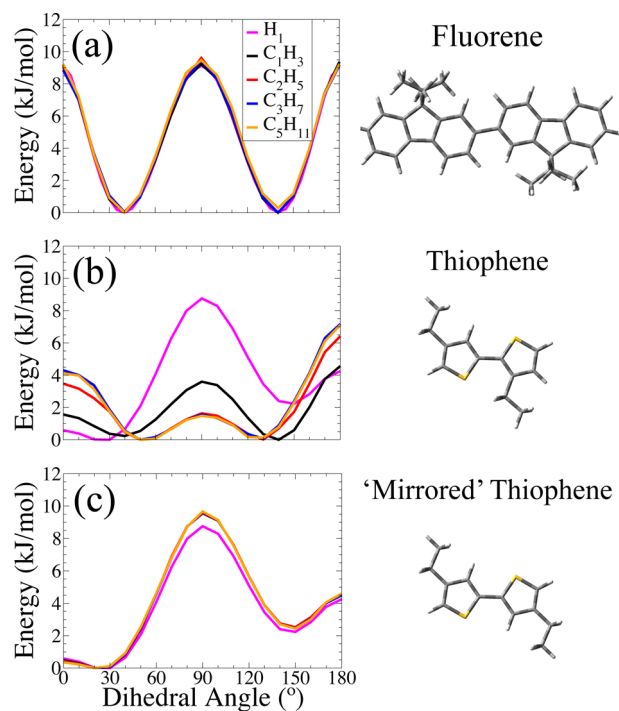 Fluorene
(a)
H₁
C₁H₃
C₂H₅
C₃H₇
C₅H₁₁
Energy (kJ/mol)
12
10
8
6
4
2
0
Thiophene
(b)
Energy (kJ/mol)
12
10
8
6
4
2
0
'Mirrored' Thiophene
(c)
Energy (kJ/mol)
12
10
8
6
4
2
0
0 30 60 90 120 150 180
Dihedral Angle (º)